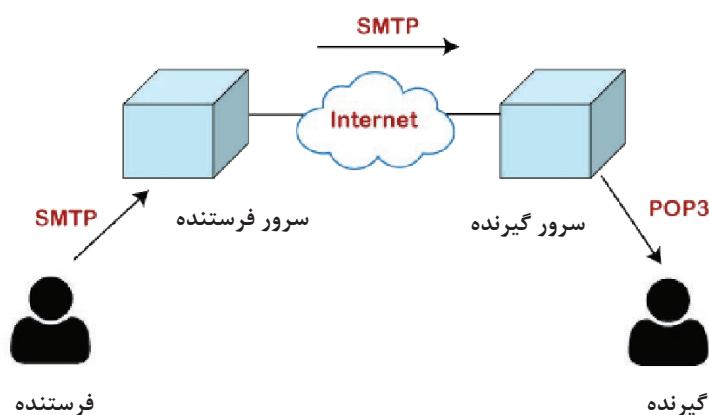 SMTP
Internet
SMTP
سرور فرستنده
سرور گیرنده
POP3
فرستنده
گیرنده